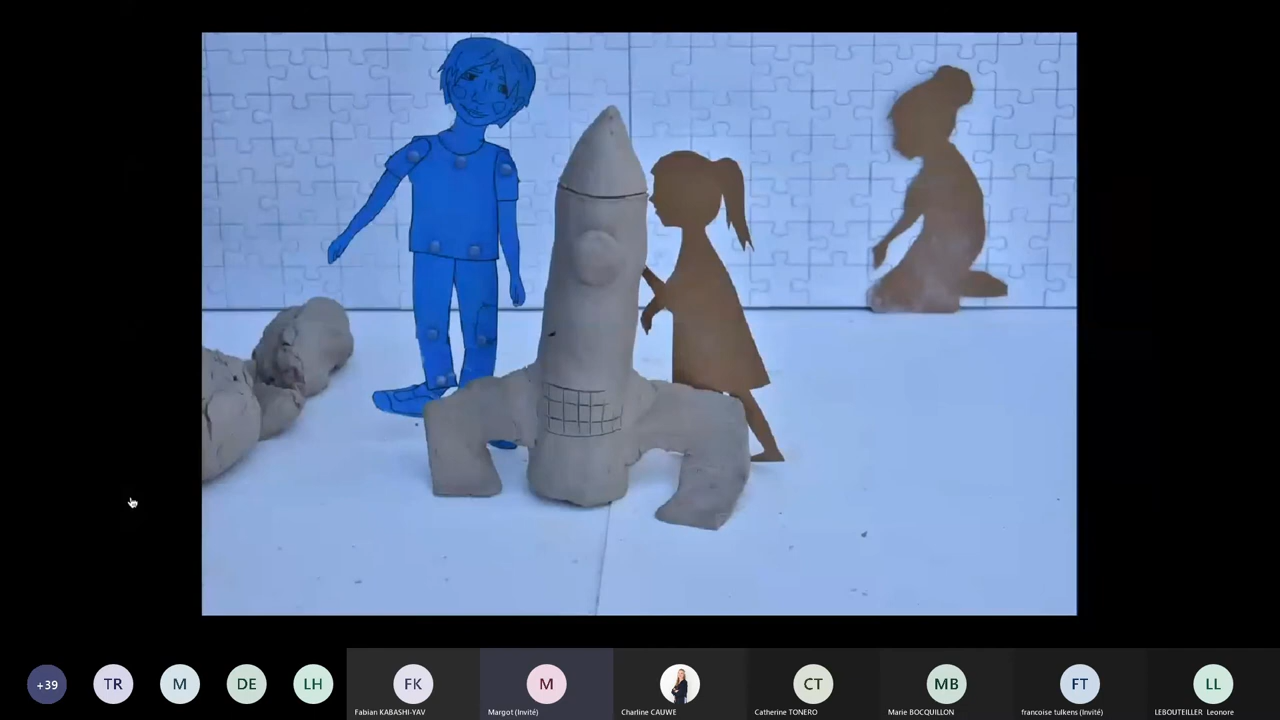 +39
TR
M
DE
LH
FK
M
CT
MB
FT
LL
Fabian KABASHI-YAV
Margot (Invité)
Charline CAUWE
Catherine TONERO
Marie BOCQUILLON
francoise tulkens (Invité)
LEBOUTEILLER Leonore